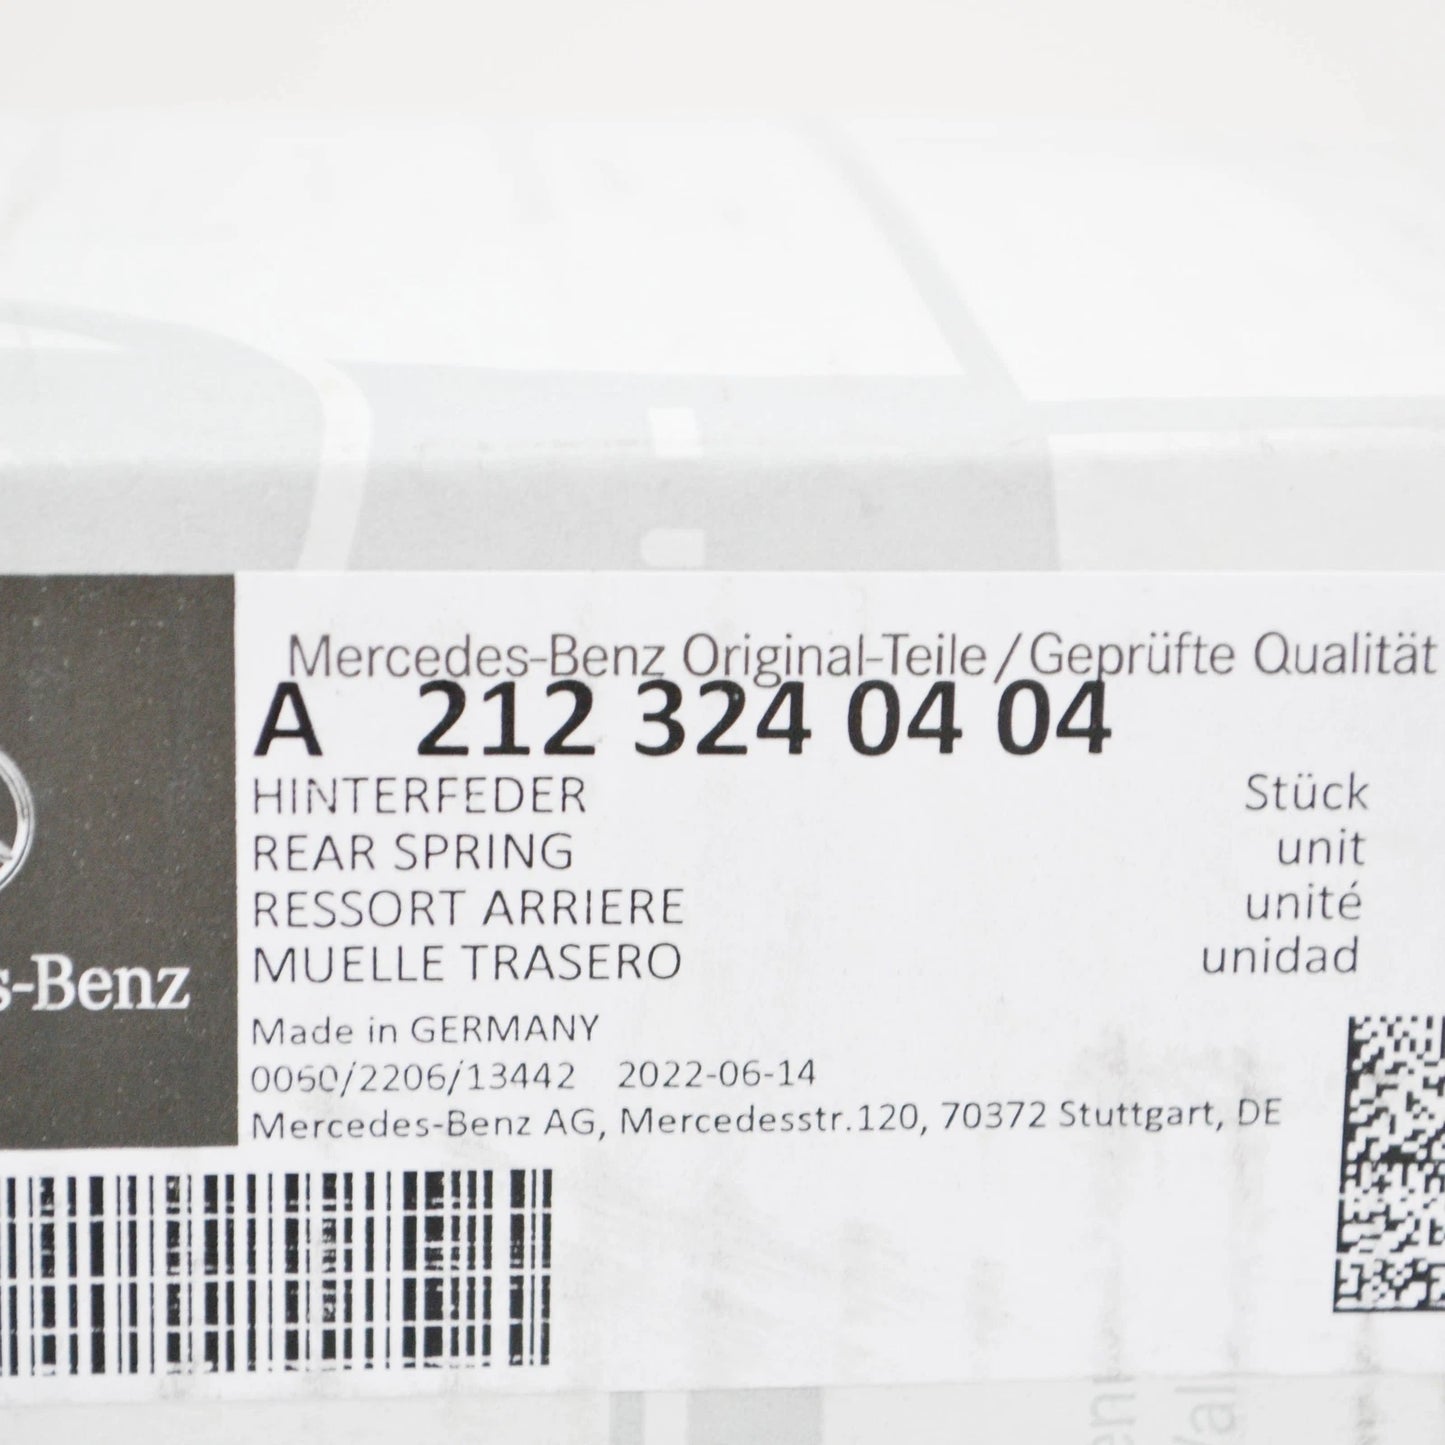 Mercedes-Benz Original-Teile/Geprüfte Qualität
A 212 324 04 04
HINTERFEDER Stück
REAR SPRING unit
RESSORT ARRIERE unité
MUELLE TRASERO unidad
s-Benz
Made in GERMANY
0060/2206/13442 2022-06-14
Mercedes-Benz AG, Mercedesstr.120, 70372 Stuttgart, DE